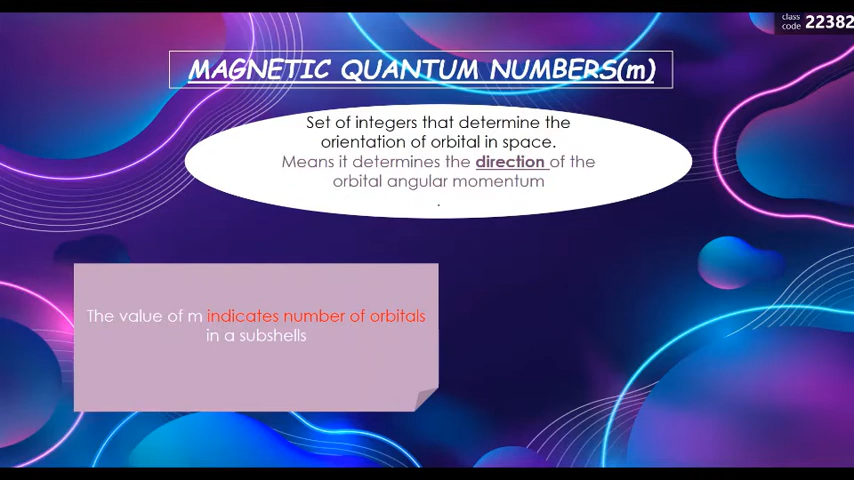 class
code 22382
MAGNETIC QUANTUM NUMBERS(m)
Set of integers that determine the
orientation of orbital in space.
Means it determines the direction of the
orbital angular momentum
.
The value of m indicates number of orbitals
in a subshells